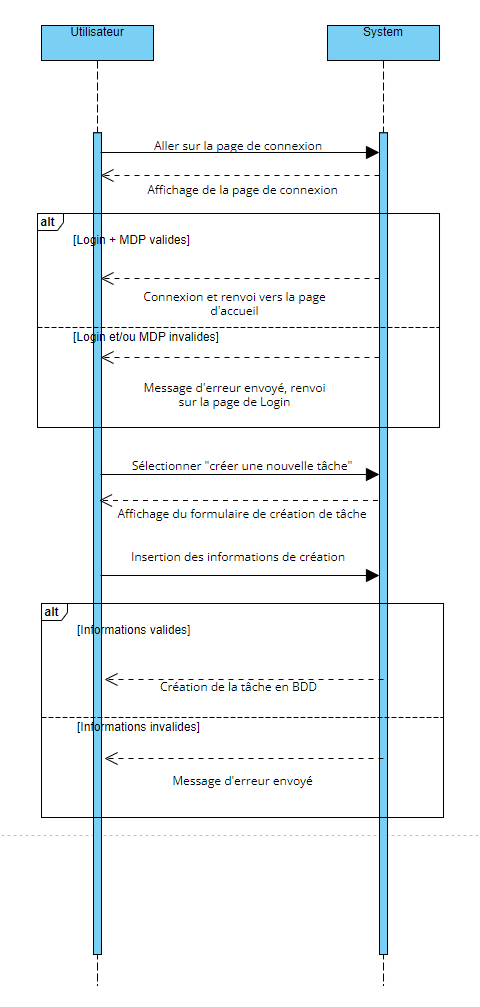 Utilisateur
System
Aller sur la page de connexion
Affichage de la page de connexion
alt
[Login + MDP valides]
Connexion et renvoi vers la page
d'accueil
[Login et/ou MDP invalides]
Message d'erreur envoyé, renvoi
sur la page de Login
Sélectionner "créer une nouvelle tâche"
Affichage du formulaire de création de tâche
Insertion des informations de création
alt
[Informations valides]
Création de la tâche en BDD
[Informations invalides]
Message d'erreur envoyé